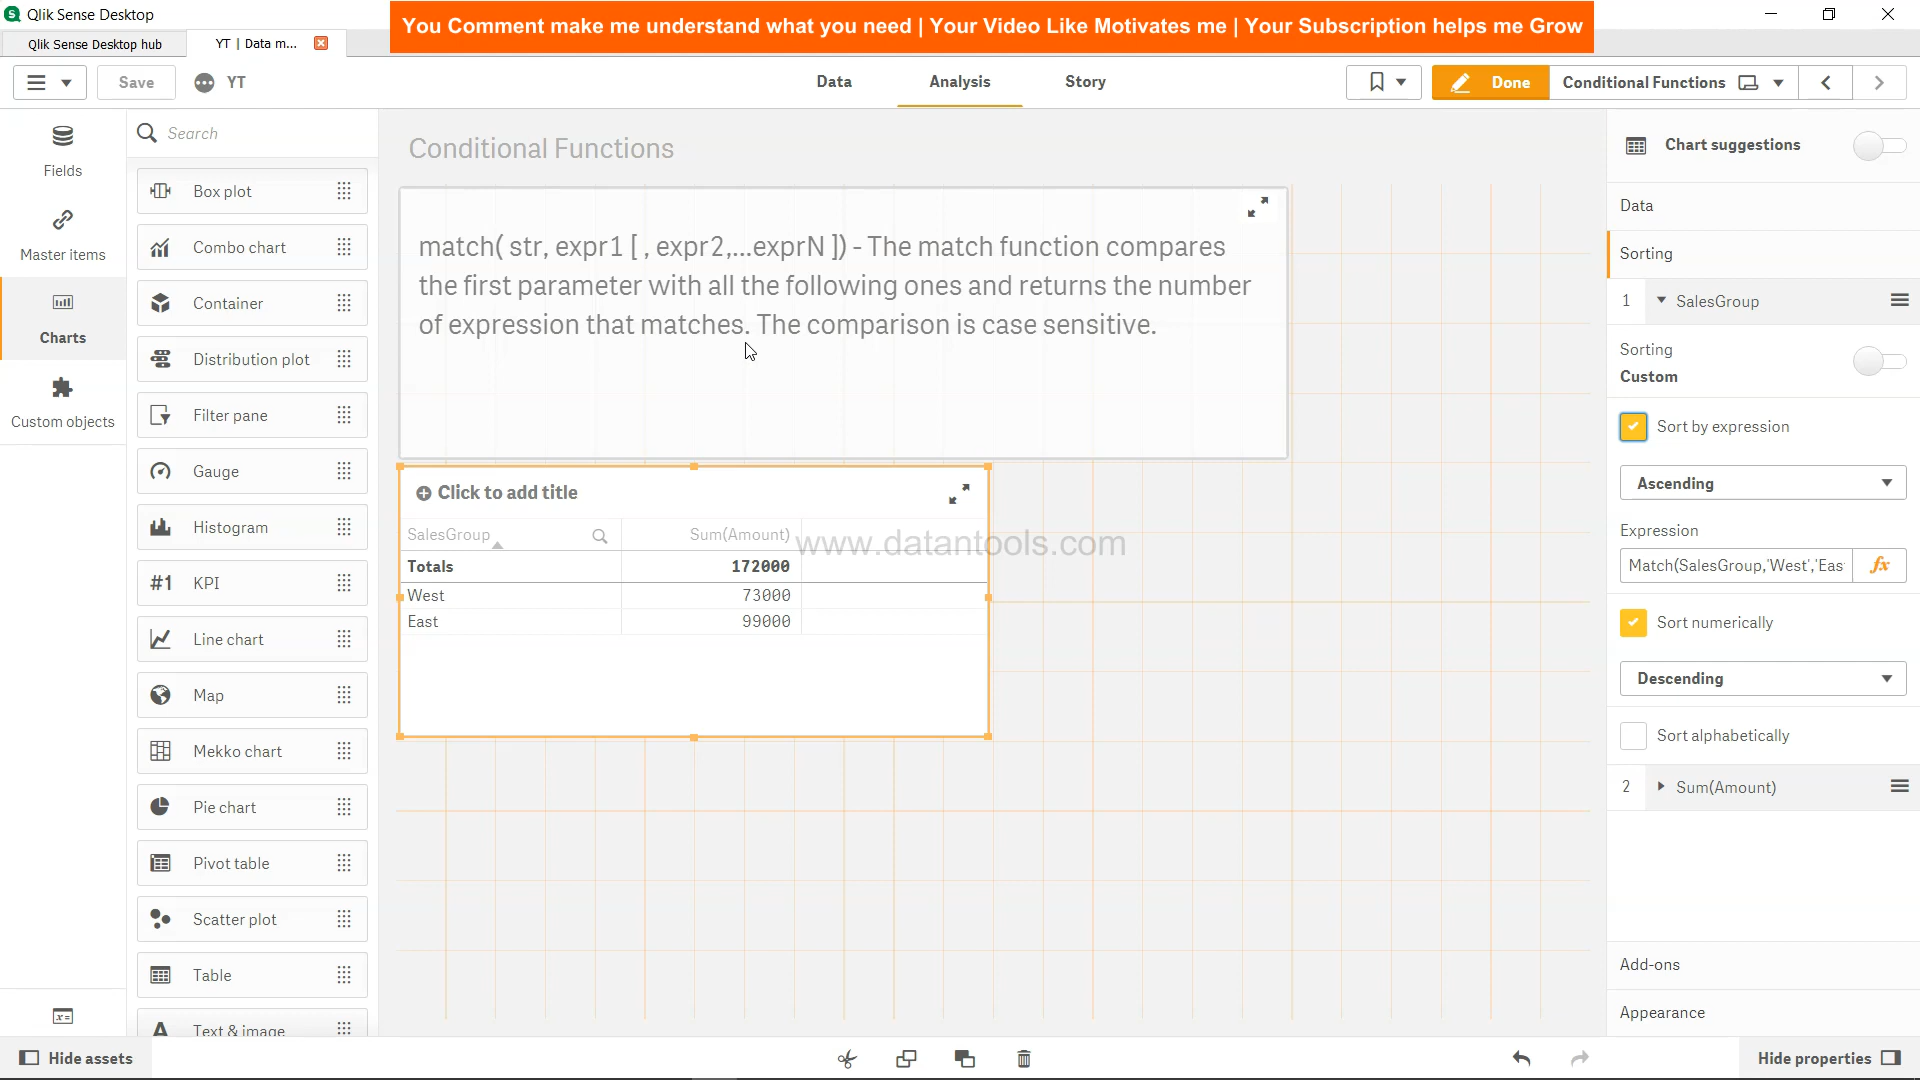 Qlik Sense Desktop
You Comment make me understand what you need | Your Video Like Motivates me | Your Subscription helps me Grow
Qlik Sense Desktop hub
YT | Data m...
Save
YT
Data
Analysis
Story
Done
Conditional Functions
Fields
Master items
Charts
Custom objects
Search
Box plot
Combo chart
Container
Distribution plot
Filter pane
Gauge
Histogram
#1 KPI
Line chart
Map
Mekko chart
Pie chart
Pivot table
Scatter plot
Table
A Text & image
Conditional Functions
match( str, expr1 [ , expr2,...exprN ]) - The match function compares
the first parameter with all the following ones and returns the number
of expression that matches. The comparison is case sensitive.
Click to add title
SalesGroup Sum(Amount)
Totals 172000
West 73000
East 99000
www.datantools.com
Chart suggestions
Data
Sorting
1 SalesGroup
Sorting
Custom
Sort by expression
Ascending
Expression
Match(SalesGroup,'West','Eas
fx
Sort numerically
Descending
Sort alphabetically
2 Sum(Amount)
Add-ons
Appearance
x=
Hide assets
Hide properties